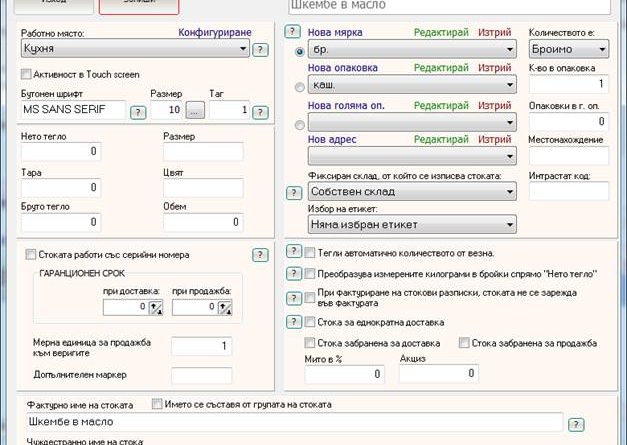 Изход Запиши Шкембе в масло
Работно място: Конфигуриране
Кухня ?
Активност в Touch screen
Бутонен шрифт Размер Таг
MS SANS SERIF ? 10 ... 1 ?
Нето тегло Размер
0
Тара Цвят
0
Бруто тегло Обем
0 0
? Нова мярка Редактирай Изтрий Количеството е:
бр. Броимо
Нова опаковка Редактирай Изтрий К-во в опаковка
каш. 1
Нова голяма оп. Редактирай Изтрий Опаковки в г. оп.
0
Нов адрес Редактирай Изтрий Местонахождение
Фиксиран склад, от който се изписва стоката: Интрастат код:
? Собствен склад
Избор на етикет:
Няма избран етикет
Стоката работи със серийни номера ?
ГАРАНЦИОНЕН СРОК
при доставка: при продажба:
0 0
Мерна единица за продажба
към веригите 1
Допълнителен маркер
? Тегли автоматично количеството от везна.
? Преобразува измерените килограми в бройки спрямо "Нето тегло"
? При фактуриране на стокови разписки, стоката не се зарежда
във фактурата
? Стока за еднократна доставка
Стока забранена за доставка Стока забранена за продажба
Мито в % Акциз
0 0
Фактурно име на стоката Името се съставя от групата на стоката
Шкембе в масло ?
Чуждестранно име на стока: